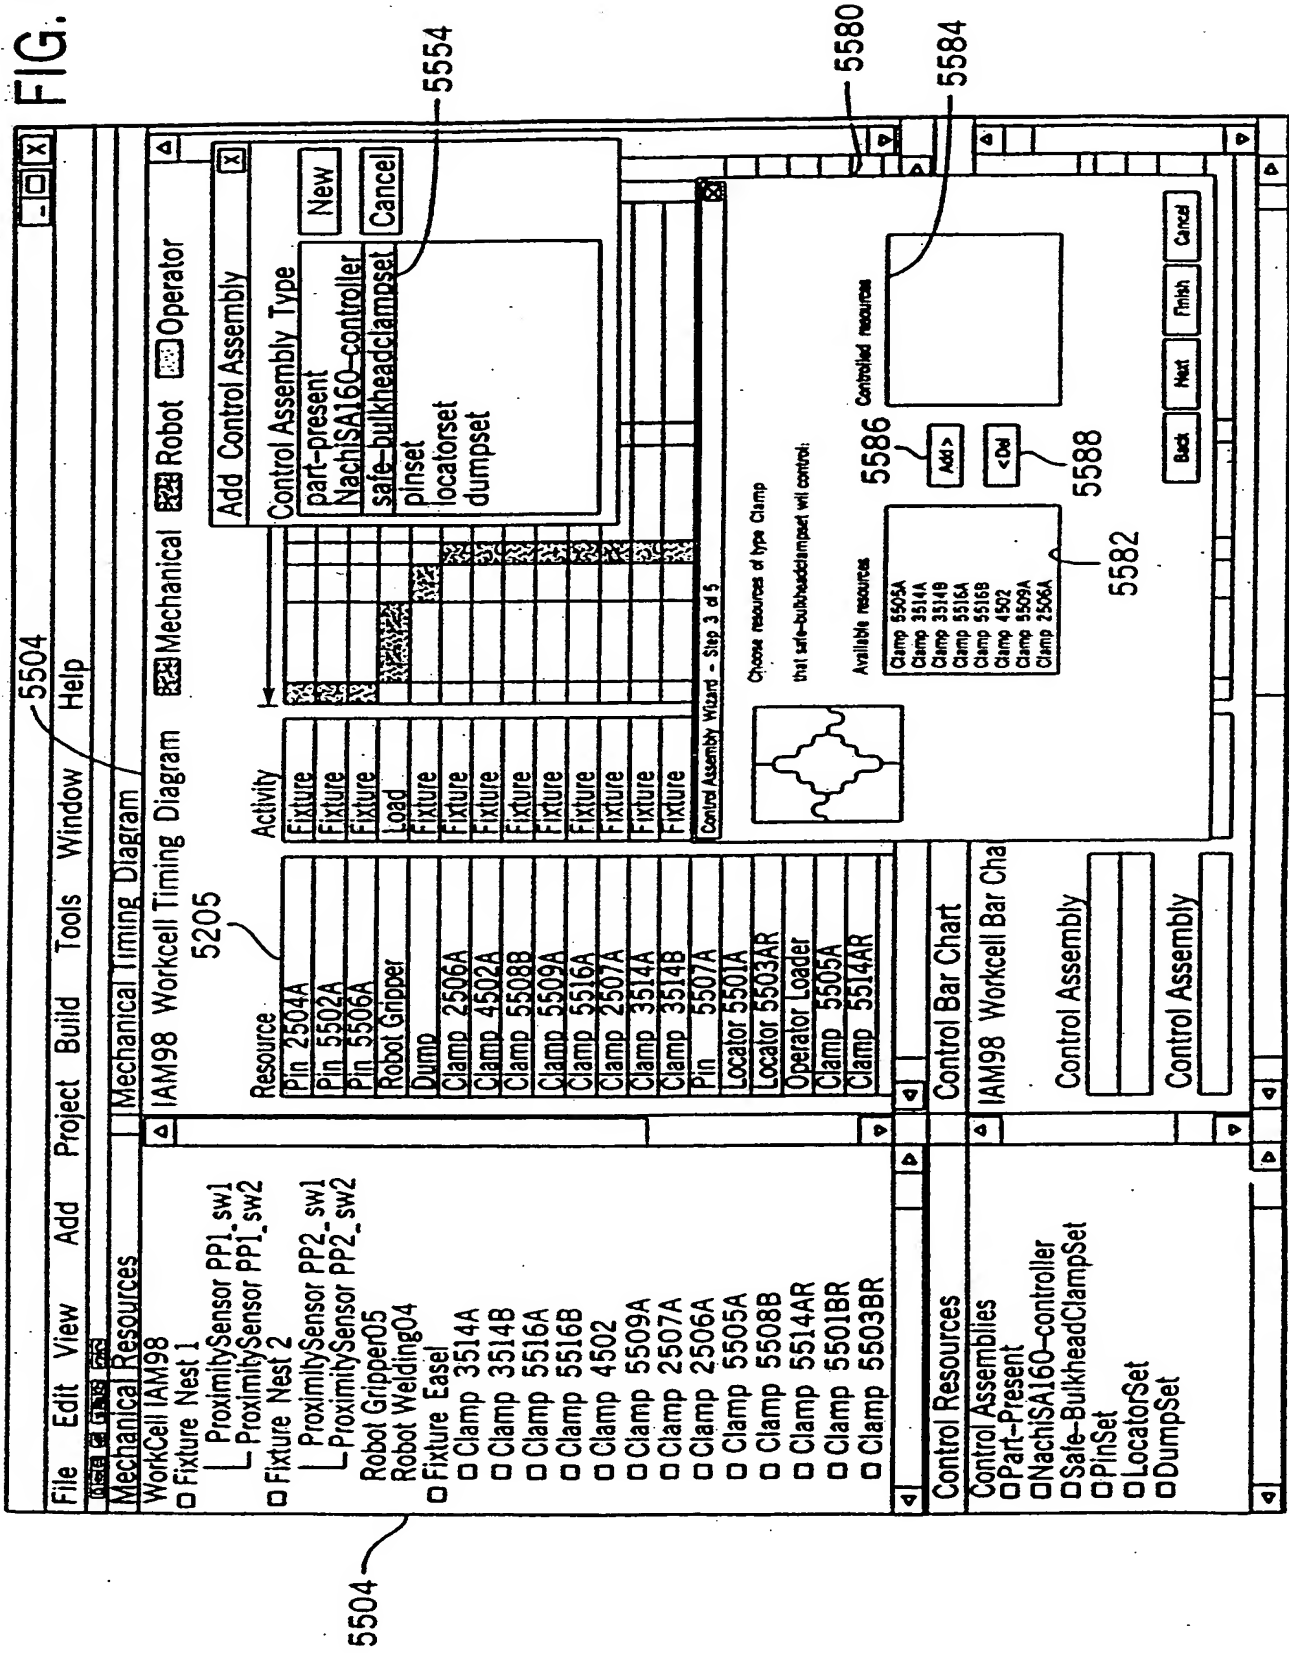 FIG.
5504
File Edit View Add Project Build Tools Window Help
Mechanical Resources
WorkCell IAM98
Fixture Nest 1
ProximitySensor PP1_sw1
ProximitySensor PP1_sw2
Fixture Nest 2
ProximitySensor PP2_sw1
ProximitySensor PP2_sw2
Robot Gripper05
Robot Welding04
Fixture Easel
Clamp 3514A
Clamp 3514B
Clamp 5516A
Clamp 5516B
Clamp 4502
Clamp 5509A
Clamp 2507A
Clamp 2506A
Clamp 5505A
Clamp 5508B
Clamp 5514AR
Clamp 5501BR
Clamp 5503BR
5504
Mechanical Timing Diagram
IAM98 Workcell Timing Diagram Mechanical Robot Operator
5205
Resource Activity
Pin 2504A Fixture
Pin 5502A Fixture
Pin 5506A Fixture
Robot Gripper Load
Dump Fixture
Clamp 2506A Fixture
Clamp 4502A Fixture
Clamp 5508B Fixture
Clamp 5509A Fixture
Clamp 5516A Fixture
Clamp 2507A Fixture
Clamp 3514A Fixture
Clamp 3514B Fixture
Pin 5507A
Locator 5501A
Locator 5503AR
Operator Loader
Clamp 5505A
Clamp 5514AR
Add Control Assembly X
Control Assembly Type
part-present
NachiSA160-controller
safe-bulkheadclampset
pinset
locatorset
dumpset
New
Cancel
5554
Control Assembly Wizard - Step 3 of 5
Choose resources of type Clamp
that safe-bulkheadclampset will control:
Available resources
Clamp 5505A
Clamp 3514A
Clamp 3514B
Clamp 5516A
Clamp 5516B
Clamp 4502
Clamp 5509A
Clamp 2506A
5582
5586
Add >
< Del
5588
Controlled resources
5580
5584
Back Next Finish Cancel
Control Resources
Control Assemblies
Part-Present
NachiSA160-controller
Safe-BulkheadClampSet
PinSet
LocatorSet
DumpSet
Control Bar Chart
IAM98 Workcell Bar Cha
Control Assembly
Control Assembly